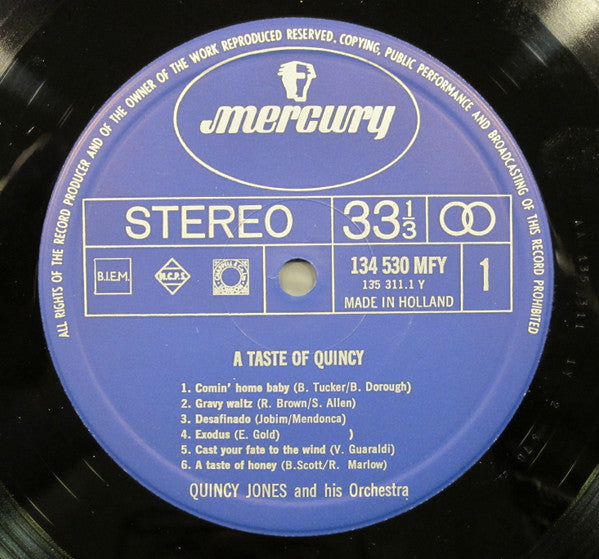 ALL RIGHTS OF THE RECORD PRODUCER AND OF THE OWNER OF THE WORK REPRODUCED RESERVED. COPYING, PUBLIC PERFORMANCE AND BROADCASTING OF THIS RECORD PROHIBITED
mercury
STEREO 33 1/3
B.I.E.M. M.C.P.S. 134 530 MFY 1
135 311.1 Y
MADE IN HOLLAND
A TASTE OF QUINCY
1. Comin' home baby (B. Tucker/B. Dorough)
2. Gravy waltz (R. Brown/S. Allen)
3. Desafinado (Jobim/Mendonca)
4. Exodus (E. Gold) )
5. Cast your fate to the wind (V. Guaraldi)
6. A taste of honey (B.Scott/R. Marlow)
QUINCY JONES and his Orchestra